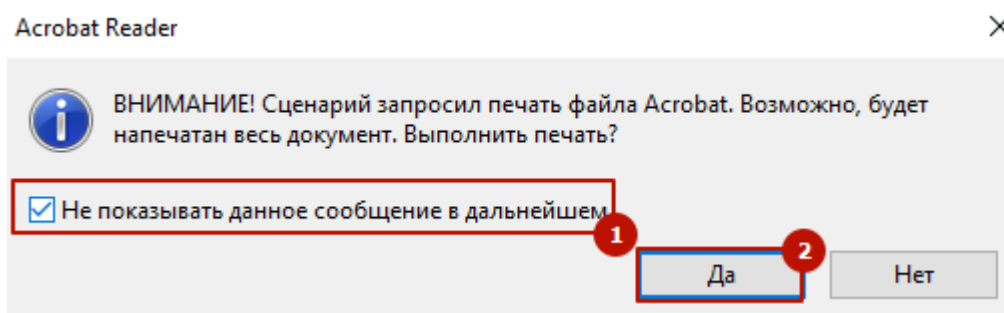 Acrobat Reader
ВНИМАНИЕ! Сценарий запросил печать файла Acrobat. Возможно, будет
напечатан весь документ. Выполнить печать?
Не показывать данное сообщение в дальнейшем
1
2
Да
Нет